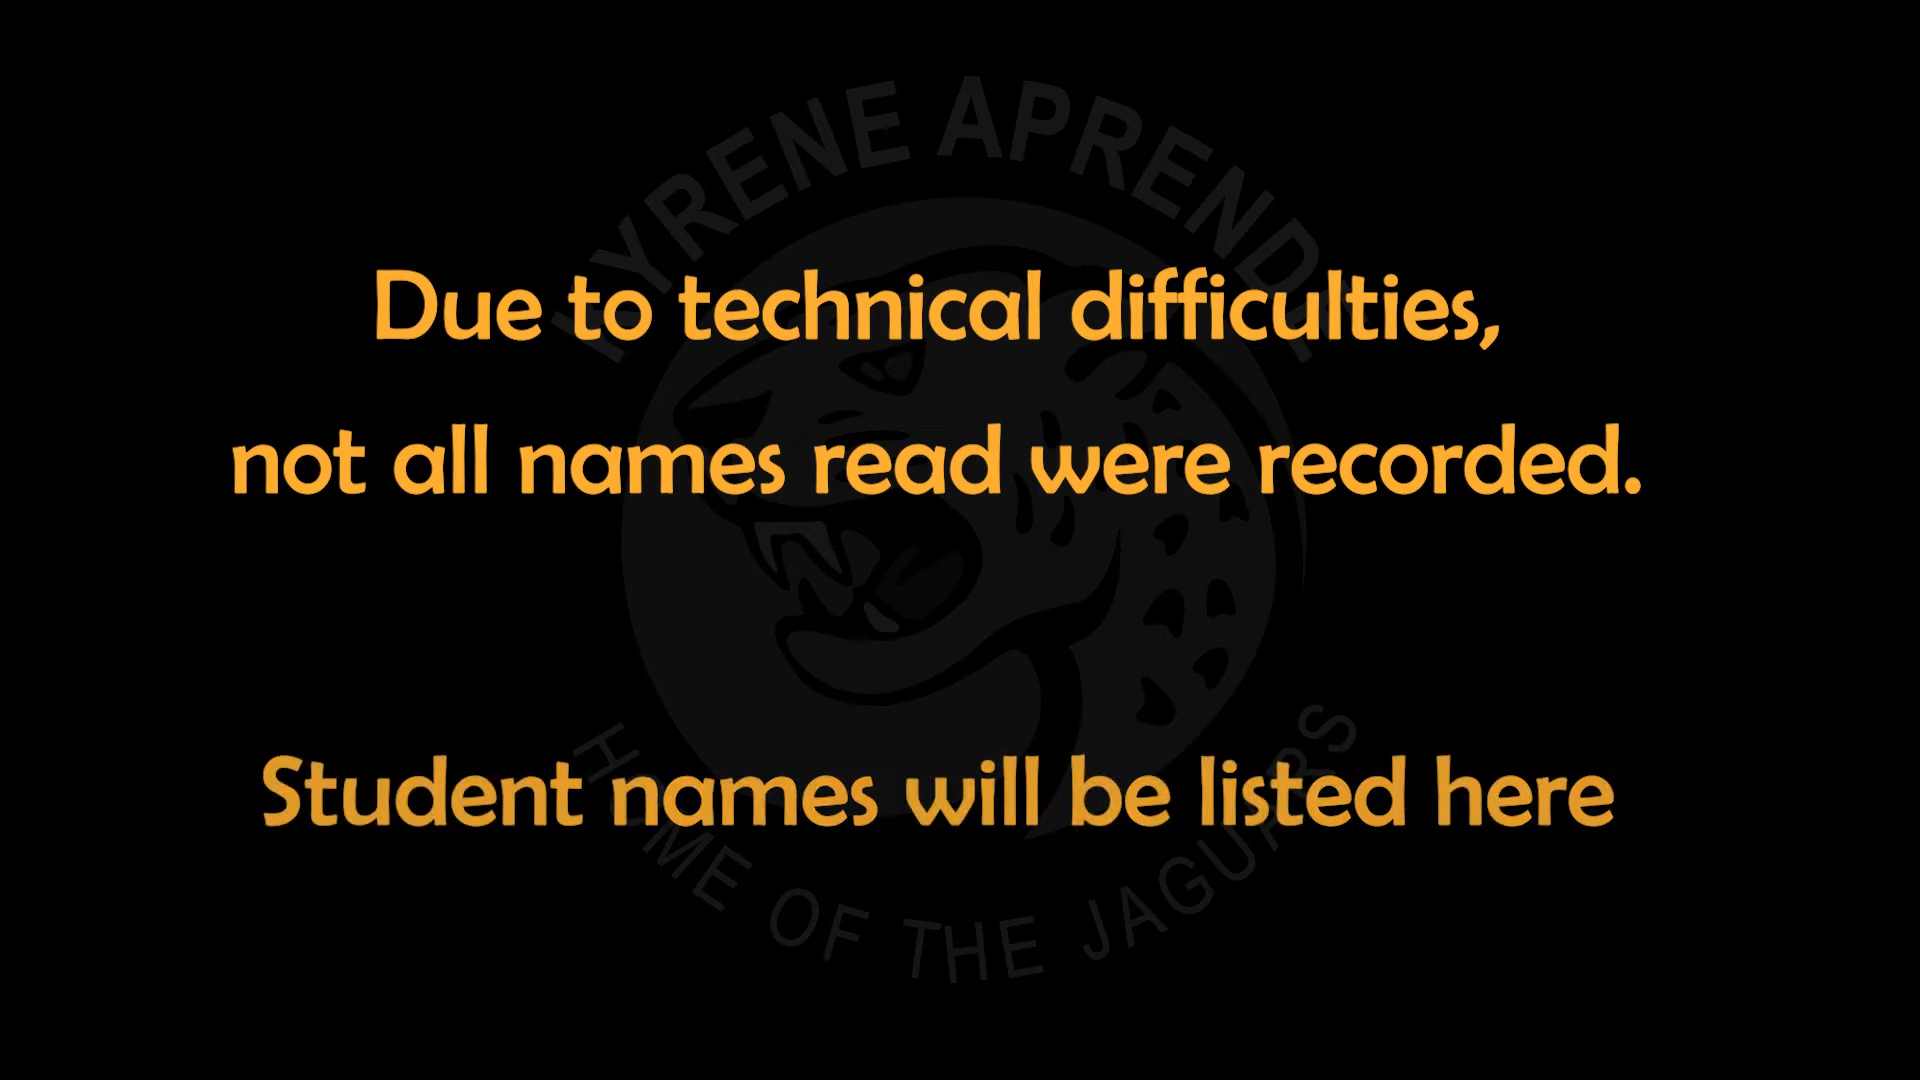 KYRENE APRENDE
Due to technical difficulties,
not all names read were recorded.
Student names will be listed here
HOME OF THE JAGUARS